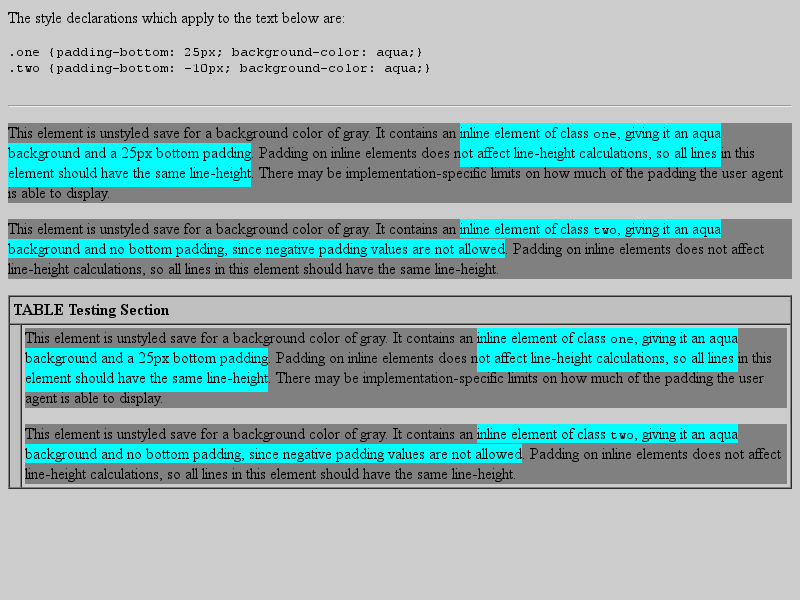 The style declarations which apply to the text below are:
.one {padding-bottom: 25px; background-color: aqua;}
.two {padding-bottom: -10px; background-color: aqua;}
This element is unstyled save for a background color of gray. It contains an inline element of class one, giving it an aqua
background and a 25px bottom padding. Padding on inline elements does not affect line-height calculations, so all lines in this
element should have the same line-height. There may be implementation-specific limits on how much of the padding the user agent
is able to display.
This element is unstyled save for a background color of gray. It contains an inline element of class two, giving it an aqua
background and no bottom padding, since negative padding values are not allowed. Padding on inline elements does not affect
line-height calculations, so all lines in this element should have the same line-height.
TABLE Testing Section
This element is unstyled save for a background color of gray. It contains an inline element of class one, giving it an aqua
background and a 25px bottom padding. Padding on inline elements does not affect line-height calculations, so all lines in this
element should have the same line-height. There may be implementation-specific limits on how much of the padding the user
agent is able to display.
This element is unstyled save for a background color of gray. It contains an inline element of class two, giving it an aqua
background and no bottom padding, since negative padding values are not allowed. Padding on inline elements does not affect
line-height calculations, so all lines in this element should have the same line-height.